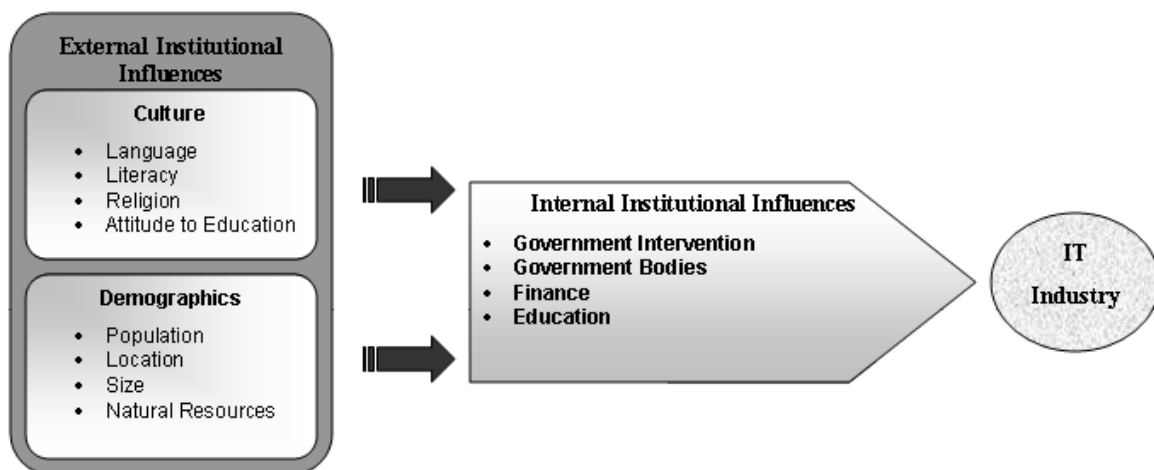 External Institutional
Influences
Culture
• Language
• Literacy
• Religion
• Attitude to Education
Demographics
• Population
• Location
• Size
• Natural Resources
Internal Institutional Influences
• Government Intervention
• Government Bodies
• Finance
• Education
IT
Industry